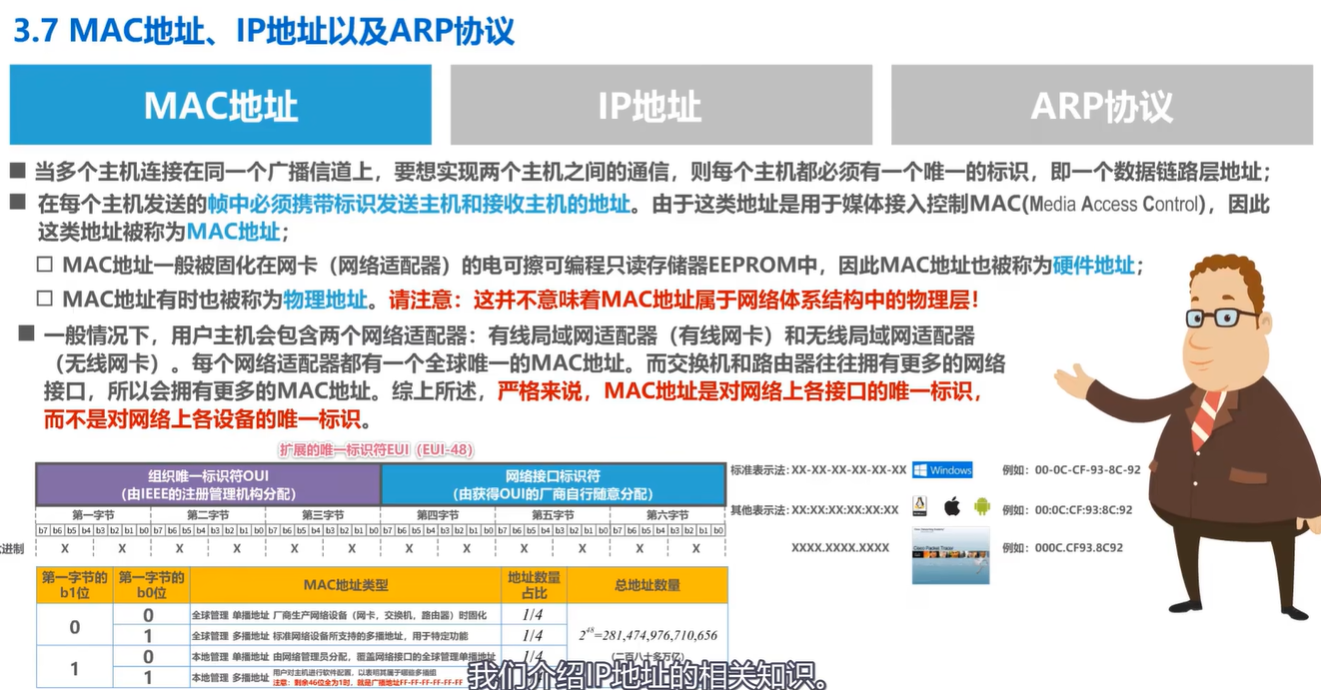 3.7 MAC地址、IP地址以及ARP协议
MAC地址
IP地址
ARP协议
■ 当多个主机连接在同一个广播信道上，要想实现两个主机之间的通信，则每个主机都必须有一个唯一的标识，即一个数据链路层地址；
■ 在每个主机发送的帧中必须携带标识发送主机和接收主机的地址。由于这类地址是用于媒体接入控制MAC(Media Access Control)，因此
这类地址被称为MAC地址；
□ MAC地址一般被固化在网卡（网络适配器）的电可擦可编程只读存储器EEPROM中，因此MAC地址也被称为硬件地址；
□ MAC地址有时也被称为物理地址。请注意：这并不意味着MAC地址属于网络体系结构中的物理层！
■ 一般情况下，用户主机会包含两个网络适配器：有线局域网适配器（有线网卡）和无线局域网适配器
（无线网卡）。每个网络适配器都有一个全球唯一的MAC地址。而交换机和路由器往往拥有更多的网络
接口，所以会拥有更多的MAC地址。综上所述，严格来说，MAC地址是对网络上各接口的唯一标识，
而不是对网络上各设备的唯一标识。
扩展的唯一标识符EUI（EUI-48）
组织唯一标识符OUI
（由IEEE的注册管理机构分配）
网络接口标识符
（由获得OUI的厂商自行随意分配）
第一字节 第二字节 第三字节 第四字节 第五字节 第六字节
b7 b6 b5 b4 b3 b2 b1 b0 b7 b6 b5 b4 b3 b2 b1 b0 b7 b6 b5 b4 b3 b2 b1 b0 b7 b6 b5 b4 b3 b2 b1 b0 b7 b6 b5 b4 b3 b2 b1 b0 b7 b6 b5 b4 b3 b2 b1 b0
进制 X X X X X X X X X X X X
标准表示法：XX-XX-XX-XX-XX-XX Windows 例如：00-0C-CF-93-8C-92
其他表示法：XX:XX:XX:XX:XX:XX 例如：00:0C:CF:93:8C:92
XXXX.XXXX.XXXX 例如：000C.CF93.8C92
第一字节的
b1位
第一字节的
b0位
MAC地址类型
地址数量
占比
总地址数量
0 0 全球管理 单播地址 厂商生产网络设备（网卡，交换机，路由器）时固化 1/4
1 全球管理 多播地址 标准网络设备所支持的多播地址，用于特定功能 1/4
2^48=281,474,976,710,656
（二百八十多万亿）
1 0 本地管理 单播地址 由网络管理员分配，覆盖网络接口的全球管理单播地址 1/4
1 本地管理 多播地址 用户对主机进行软件配置，以表明其属于哪些多播组
注意：剩余46位全为1时，就是广播地址FF-FF-FF-FF-FF-FF
我们介绍IP地址的相关知识。